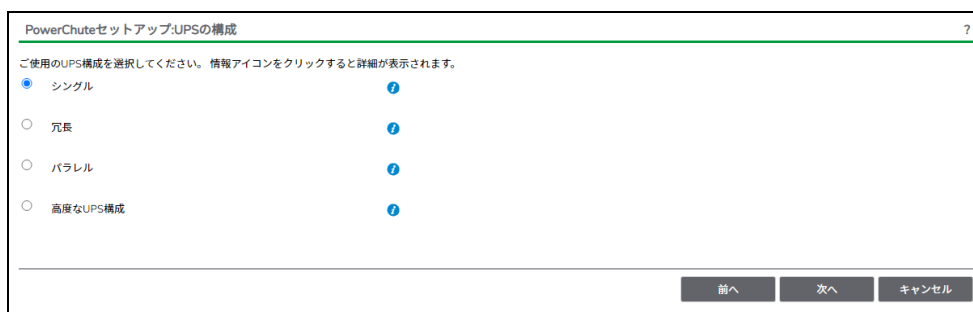 PowerChuteセットアップ:UPSの構成 ?
ご使用のUPS構成を選択してください。 情報アイコンをクリックすると詳細が表示されます。
シングル i
冗長 i
パラレル i
高度なUPS構成 i
前へ 次へ キャンセル